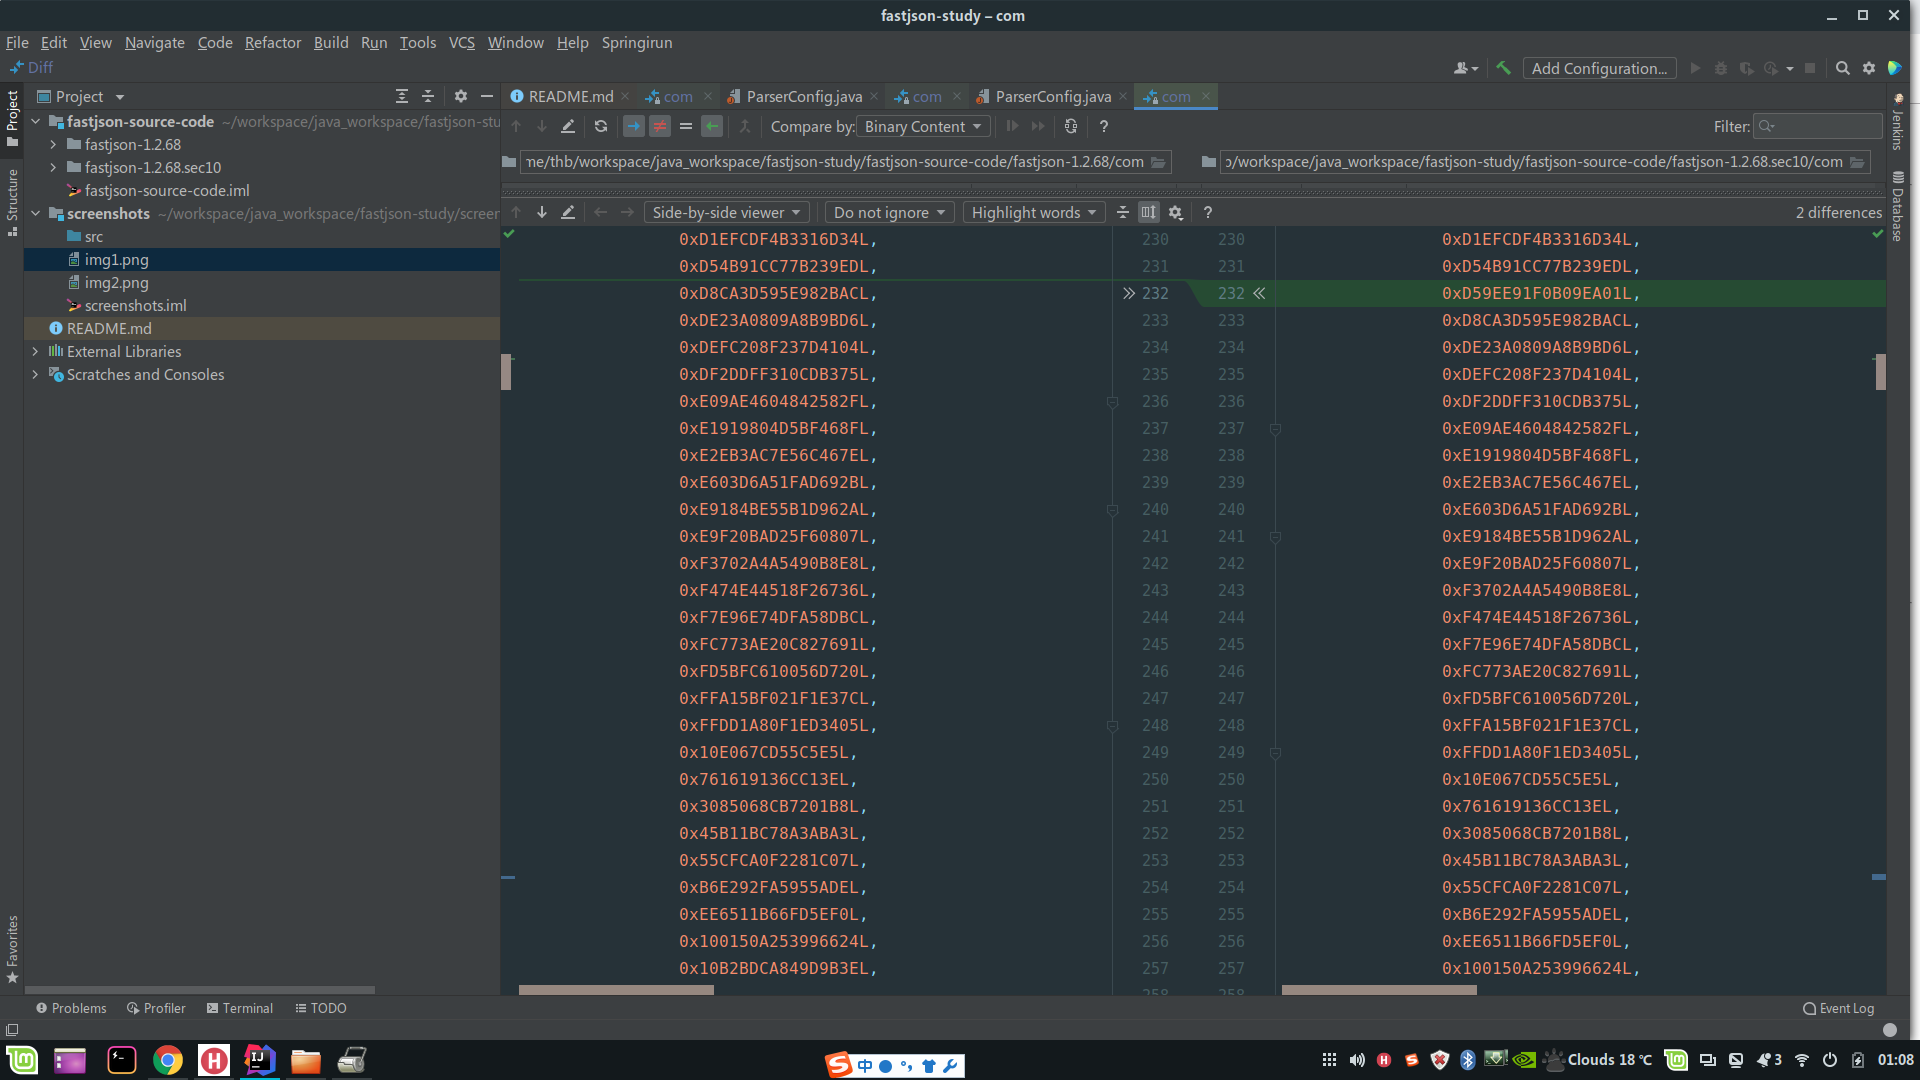 fastjson-study – com
File Edit View Navigate Code Refactor Build Run Tools VCS Window Help Springirun
Diff
Add Configuration...
Project
README.md
com
ParserConfig.java
com
ParserConfig.java
com
Project
Structure
Favorites
Jenkins
Database
fastjson-source-code ~/workspace/java_workspace/fastjson-stu
fastjson-1.2.68
fastjson-1.2.68.sec10
fastjson-source-code.iml
screenshots ~/workspace/java_workspace/fastjson-study/screer
src
img1.png
img2.png
screenshots.iml
README.md
External Libraries
Scratches and Consoles
Compare by: Binary Content
?
Filter:
me/thb/workspace/java_workspace/fastjson-study/fastjson-source-code/fastjson-1.2.68/com
/workspace/java_workspace/fastjson-study/fastjson-source-code/fastjson-1.2.68.sec10/com
Side-by-side viewer
Do not ignore
Highlight words
?
2 differences
0xD1EFCDF4B3316D34L, 230 230 0xD1EFCDF4B3316D34L,
0xD54B91CC77B239EDL, 231 231 0xD54B91CC77B239EDL,
0xD8CA3D595E982BACL, 232 232 0xD59EE91F0B09EA01L,
0xDE23A0809A8B9BD6L, 233 233 0xD8CA3D595E982BACL,
0xDEFC208F237D4104L, 234 234 0xDE23A0809A8B9BD6L,
0xDF2DDFF310CDB375L, 235 235 0xDEFC208F237D4104L,
0xE09AE4604842582FL, 236 236 0xDF2DDFF310CDB375L,
0xE1919804D5BF468FL, 237 237 0xE09AE4604842582FL,
0xE2EB3AC7E56C467EL, 238 238 0xE1919804D5BF468FL,
0xE603D6A51FAD692BL, 239 239 0xE2EB3AC7E56C467EL,
0xE9184BE55B1D962AL, 240 240 0xE603D6A51FAD692BL,
0xE9F20BAD25F60807L, 241 241 0xE9184BE55B1D962AL,
0xF3702A4A5490B8E8L, 242 242 0xE9F20BAD25F60807L,
0xF474E44518F26736L, 243 243 0xF3702A4A5490B8E8L,
0xF7E96E74DFA58DBCL, 244 244 0xF474E44518F26736L,
0xFC773AE20C827691L, 245 245 0xF7E96E74DFA58DBCL,
0xFD5BFC610056D720L, 246 246 0xFC773AE20C827691L,
0xFFA15BF021F1E37CL, 247 247 0xFD5BFC610056D720L,
0xFFDD1A80F1ED3405L, 248 248 0xFFA15BF021F1E37CL,
0x10E067CD55C5E5L, 249 249 0xFFDD1A80F1ED3405L,
0x761619136CC13EL, 250 250 0x10E067CD55C5E5L,
0x3085068CB7201B8L, 251 251 0x761619136CC13EL,
0x45B11BC78A3ABA3L, 252 252 0x3085068CB7201B8L,
0x55CFCA0F2281C07L, 253 253 0x45B11BC78A3ABA3L,
0xB6E292FA5955ADEL, 254 254 0x55CFCA0F2281C07L,
0xEE6511B66FD5EF0L, 255 255 0xB6E292FA5955ADEL,
0x100150A253996624L, 256 256 0xEE6511B66FD5EF0L,
0x10B2BDCA849D9B3EL, 257 257 0x100150A253996624L,
258 258
Problems
Profiler
Terminal
TODO
Event Log
中
Clouds 18 ℃
3
01:08